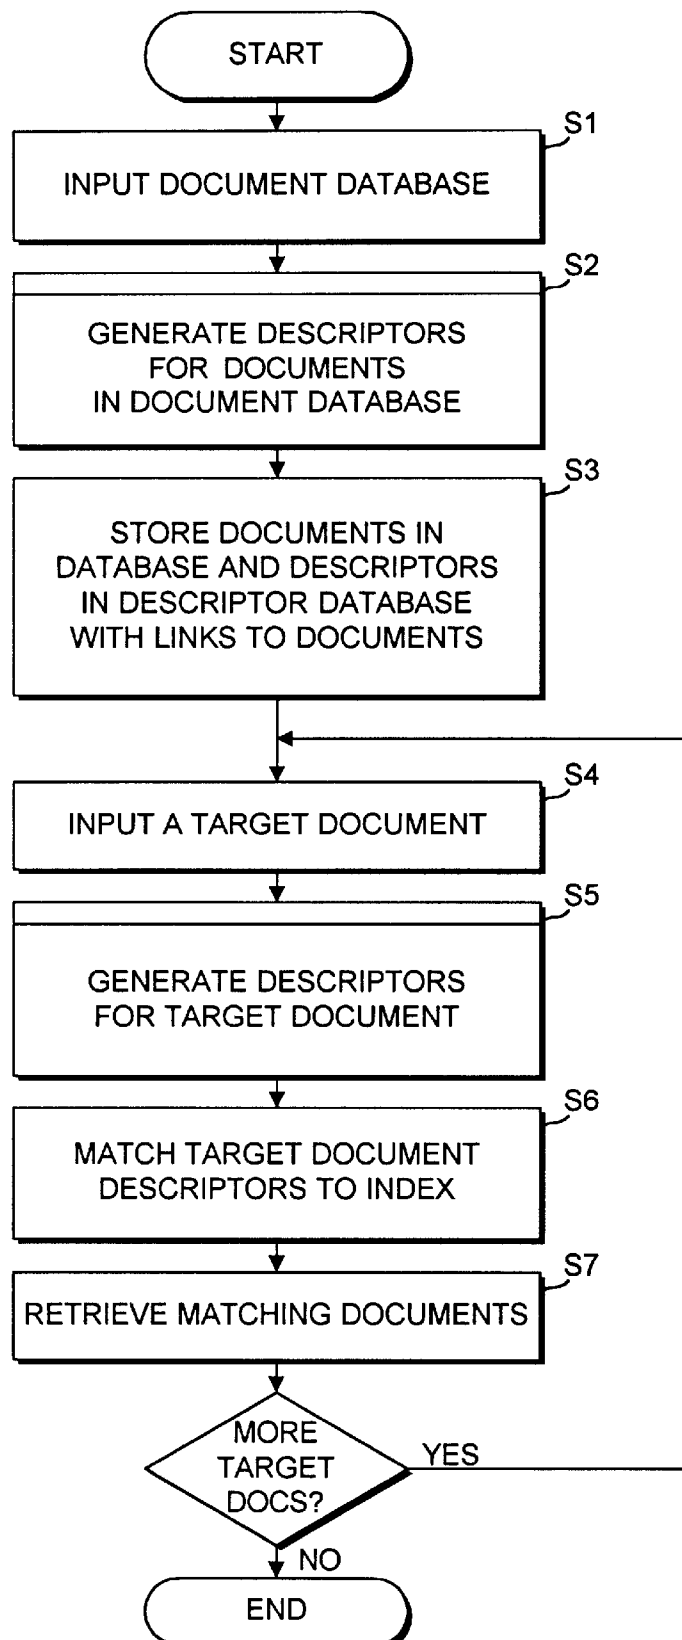 START
S1
INPUT DOCUMENT DATABASE
S2
GENERATE DESCRIPTORS
FOR DOCUMENTS
IN DOCUMENT DATABASE
S3
STORE DOCUMENTS IN
DATABASE AND DESCRIPTORS
IN DESCRIPTOR DATABASE
WITH LINKS TO DOCUMENTS
S4
INPUT A TARGET DOCUMENT
S5
GENERATE DESCRIPTORS
FOR TARGET DOCUMENT
S6
MATCH TARGET DOCUMENT
DESCRIPTORS TO INDEX
S7
RETRIEVE MATCHING DOCUMENTS
MORE
TARGET
DOCS?
YES
NO
END